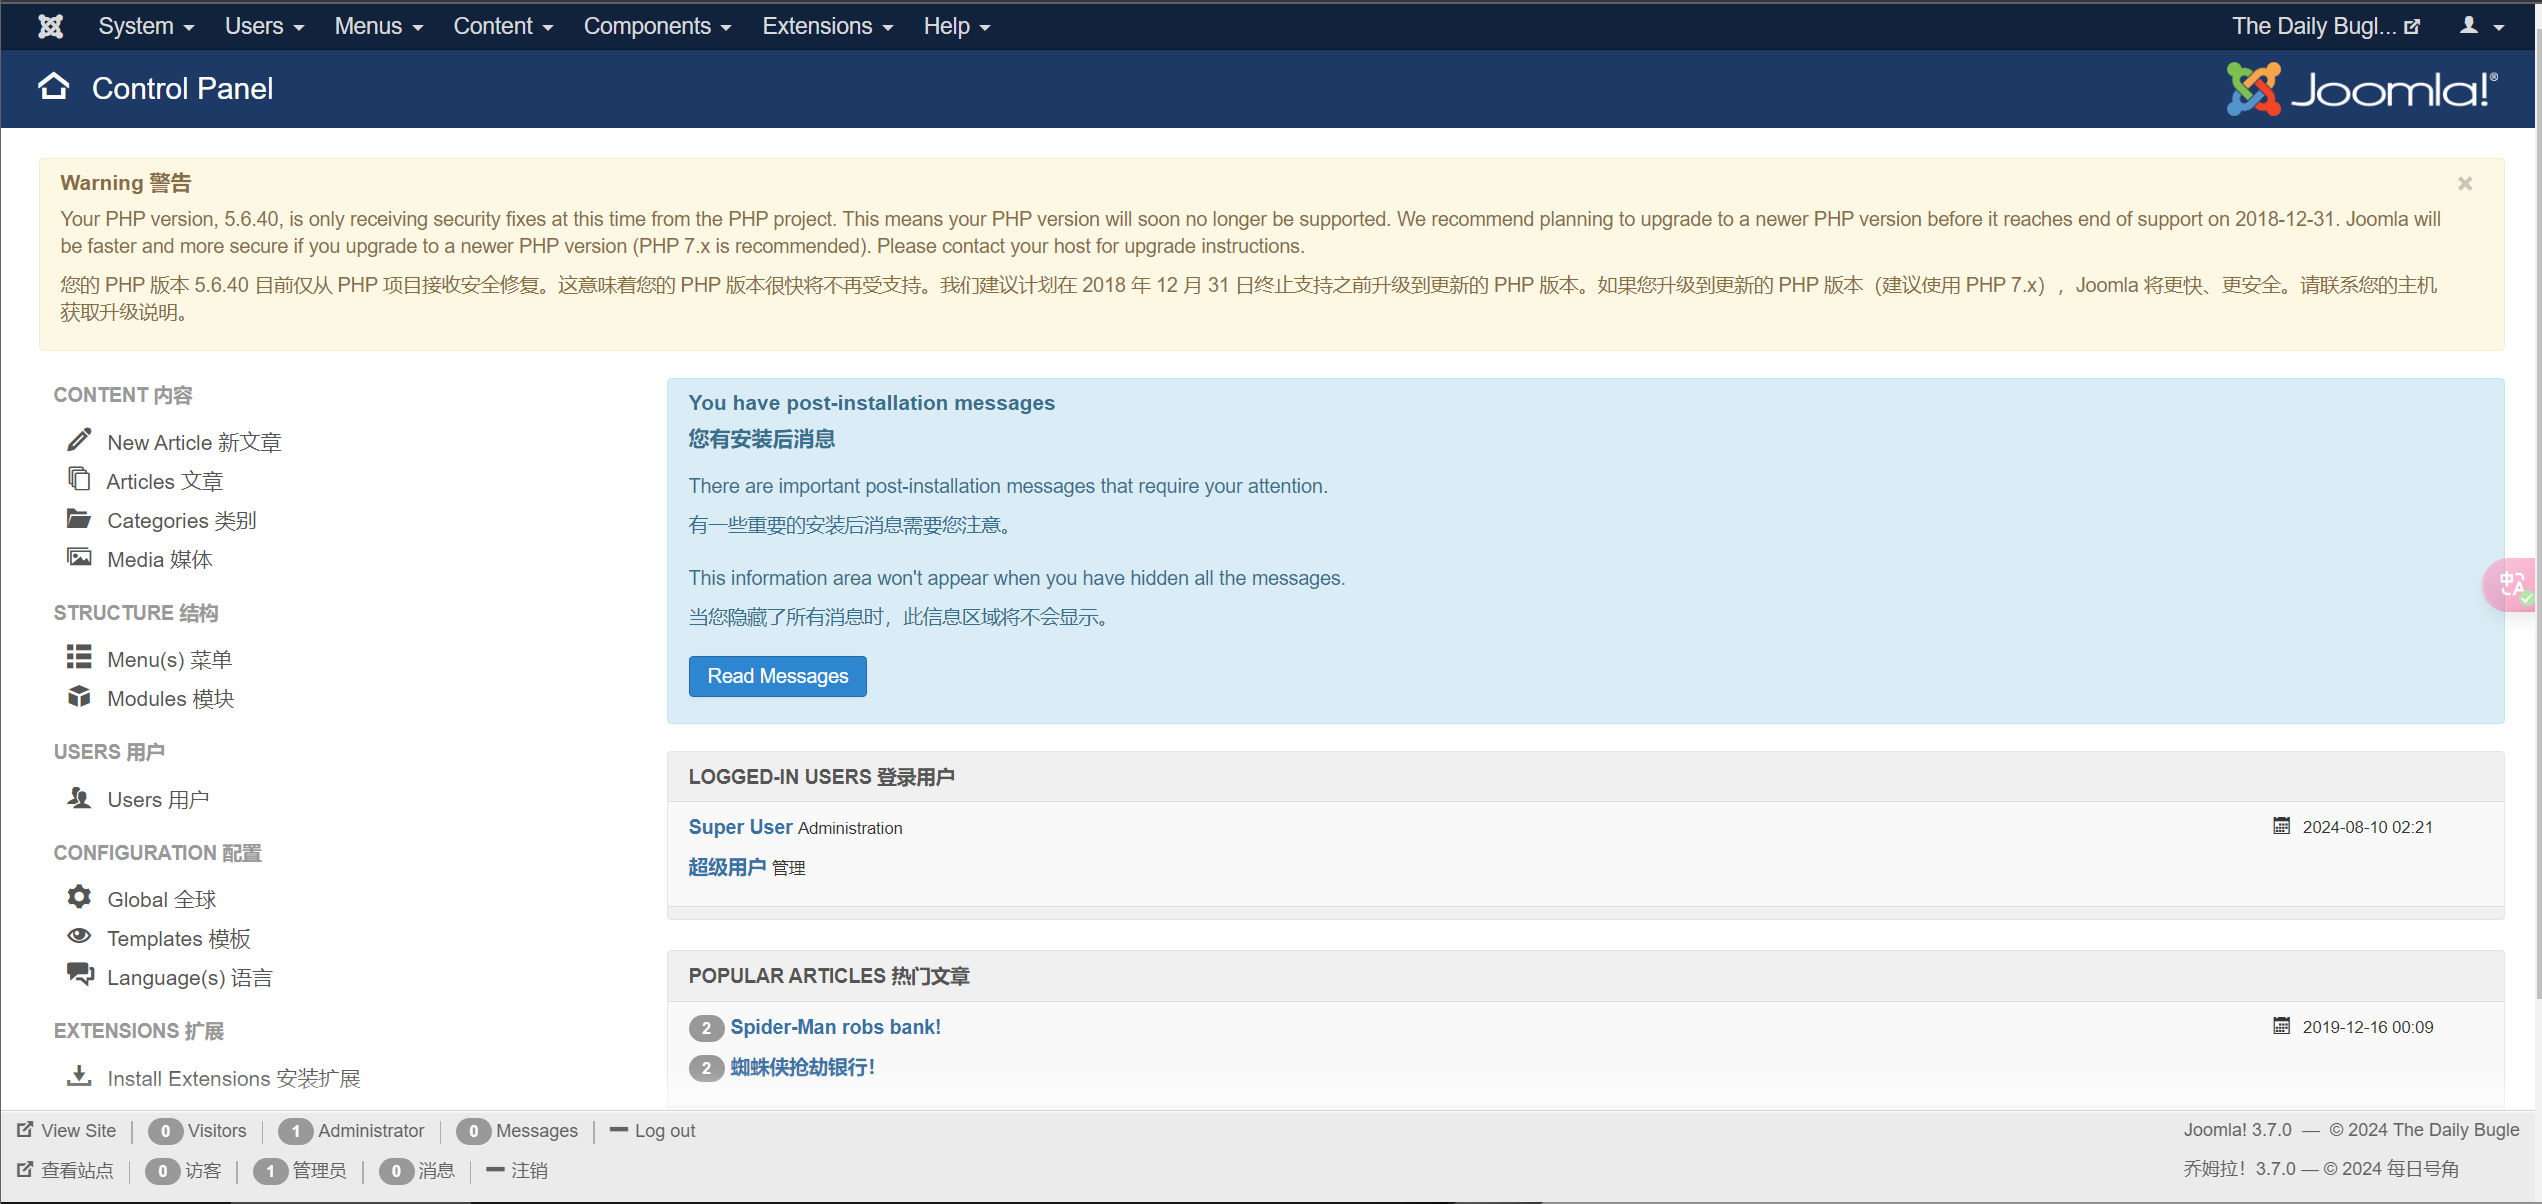 System Users Menus Content Components Extensions Help The Daily Bugl...
Control Panel Joomla!®
Warning 警告
Your PHP version, 5.6.40, is only receiving security fixes at this time from the PHP project. This means your PHP version will soon no longer be supported. We recommend planning to upgrade to a newer PHP version before it reaches end of support on 2018-12-31. Joomla will
be faster and more secure if you upgrade to a newer PHP version (PHP 7.x is recommended). Please contact your host for upgrade instructions.
您的 PHP 版本 5.6.40 目前仅从 PHP 项目接收安全修复。这意味着您的 PHP 版本很快将不再受支持。我们建议计划在 2018 年 12 月 31 日终止支持之前升级到更新的 PHP 版本。如果您升级到更新的 PHP 版本（建议使用 PHP 7.x），Joomla 将更快、更安全。请联系您的主机
获取升级说明。
CONTENT 内容
New Article 新文章
Articles 文章
Categories 类别
Media 媒体
STRUCTURE 结构
Menu(s) 菜单
Modules 模块
USERS 用户
Users 用户
CONFIGURATION 配置
Global 全球
Templates 模板
Language(s) 语言
EXTENSIONS 扩展
Install Extensions 安装扩展
You have post-installation messages
您有安装后消息
There are important post-installation messages that require your attention.
有一些重要的安装后消息需要您注意。
This information area won't appear when you have hidden all the messages.
当您隐藏了所有消息时，此信息区域将不会显示。
Read Messages
LOGGED-IN USERS 登录用户
Super User Administration 2024-08-10 02:21
超级用户 管理
POPULAR ARTICLES 热门文章
2 Spider-Man robs bank! 2019-12-16 00:09
2 蜘蛛侠抢劫银行！
View Site 0 Visitors 1 Administrator 0 Messages Log out Joomla! 3.7.0 — © 2024 The Daily Bugle
查看站点 0 访客 1 管理员 0 消息 注销 乔姆拉！3.7.0 — © 2024 每日号角